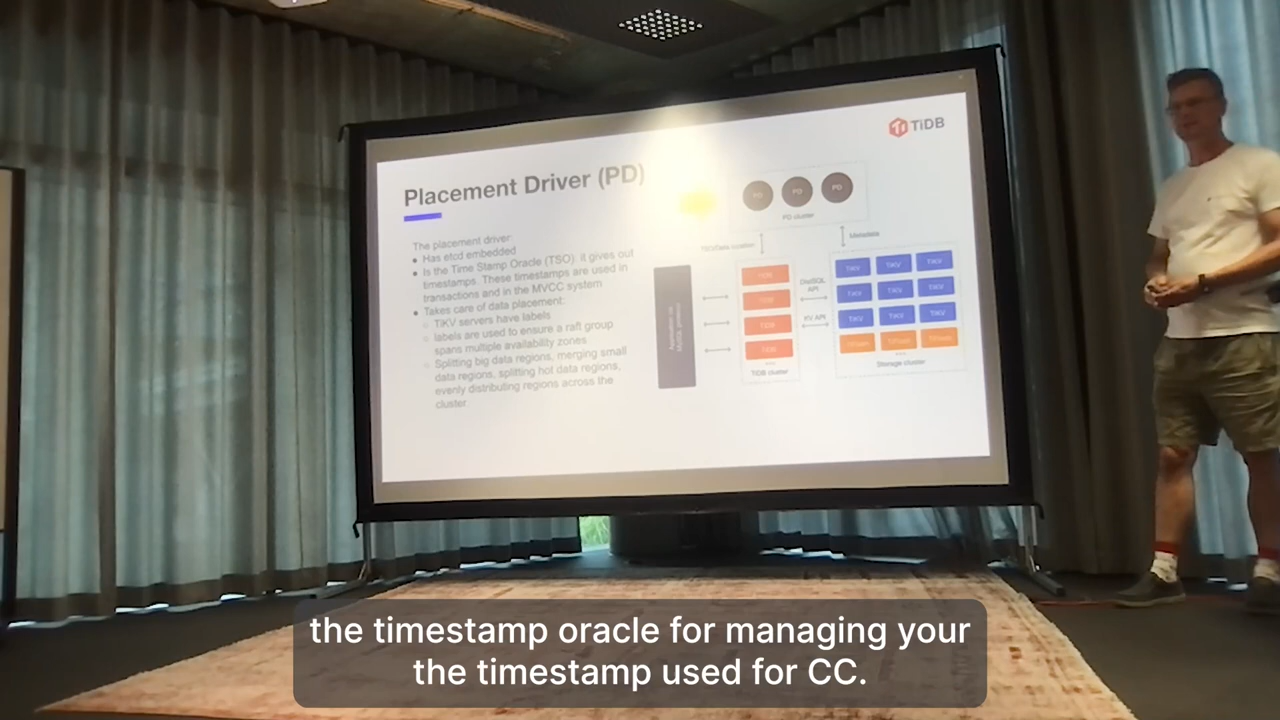 TiDB
Placement Driver (PD)
The placement driver:
● Has etcd embedded
● Is the Time Stamp Oracle (TSO): it gives out
timestamps. These timestamps are used in
transactions and in the MVCC system
● Takes care of data placement:
○ TiKV servers have labels
○ labels are used to ensure a raft group
spans multiple availability zones
○ Splitting big data regions, merging small
data regions, splitting hot data regions,
evenly distributing regions across the
cluster
PD PD PD
PD cluster
Metadata
TiDB
TiDB
TiDB
TiDB
TiDB cluster
DistSQL
API
KV API
TiKV TiKV TiKV
TiKV TiKV TiKV
TiKV TiKV TiKV
TiFlash TiFlash TiFlash
Storage cluster
the timestamp oracle for managing your
the timestamp used for CC.